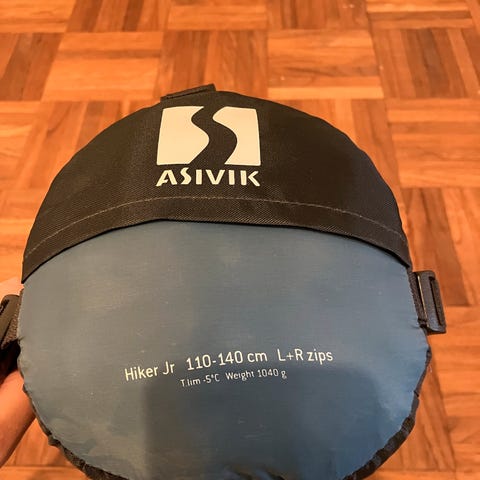 ASIVIK
Hiker Jr 110-140 cm L+R zips
T.lim -5°C Weight 1040 g